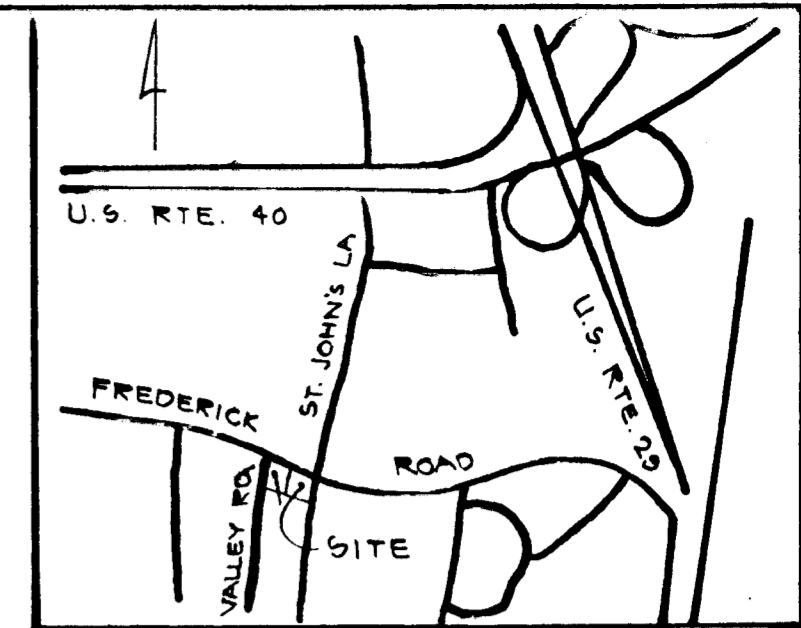 U.S. RTE. 40
ST. JOHN'S LA
U.S. RTE. 29
FREDERICK
ROAD
VALLEY RD.
SITE